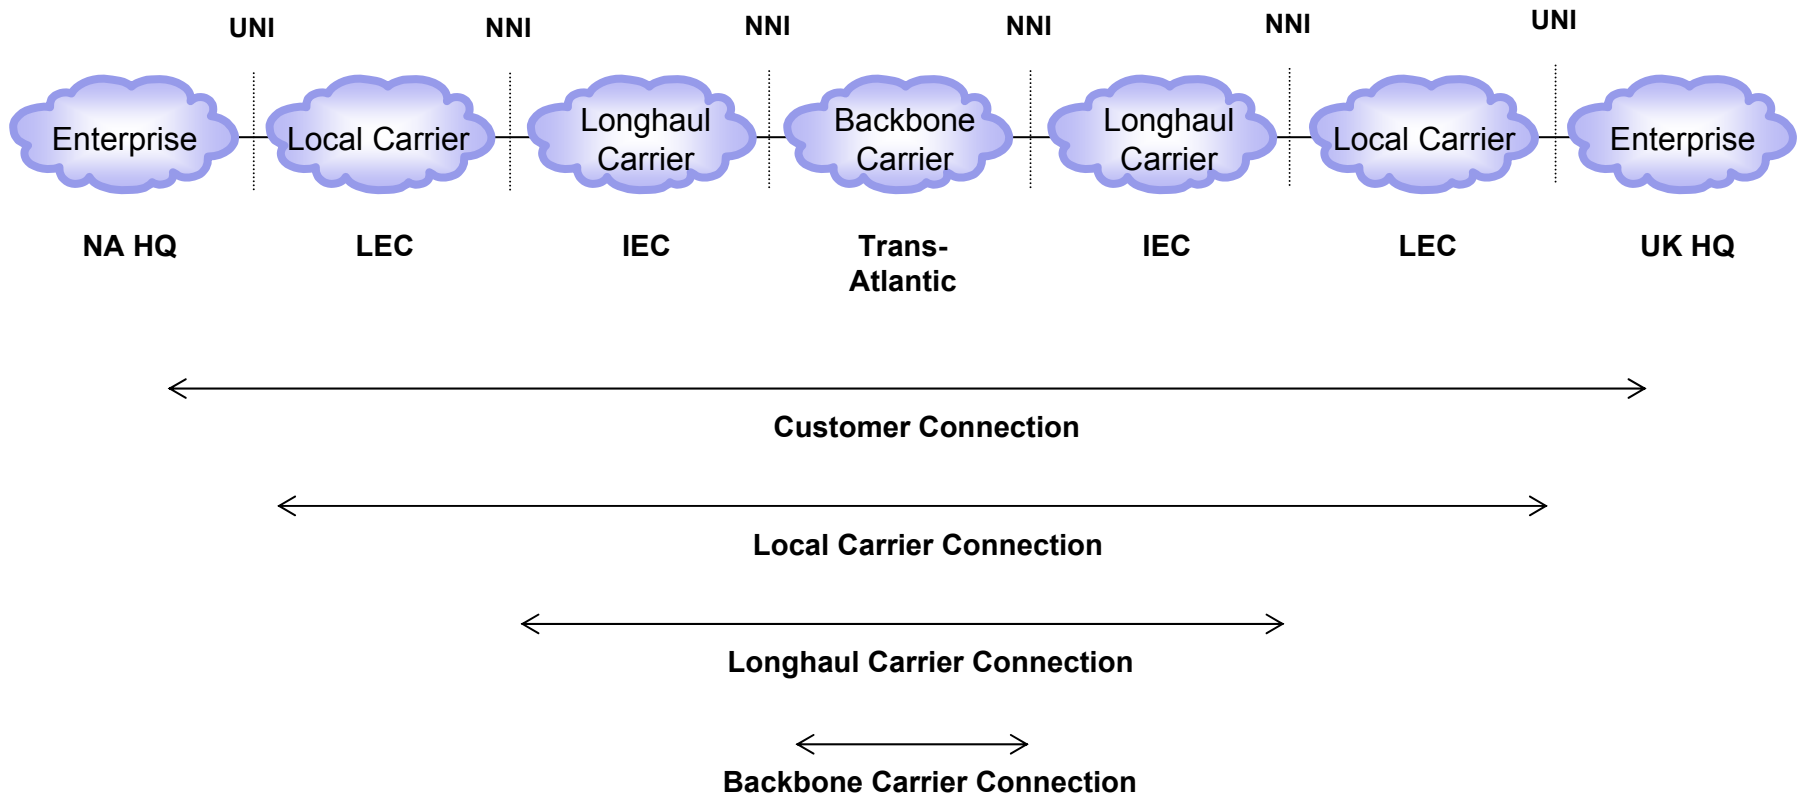 UNI NNI NNI NNI NNI UNI
Enterprise Local Carrier Longhaul Carrier Backbone Carrier Longhaul Carrier Local Carrier Enterprise
NA HQ LEC IEC Trans- IEC LEC UK HQ
Atlantic
Customer Connection
Local Carrier Connection
Longhaul Carrier Connection
Backbone Carrier Connection